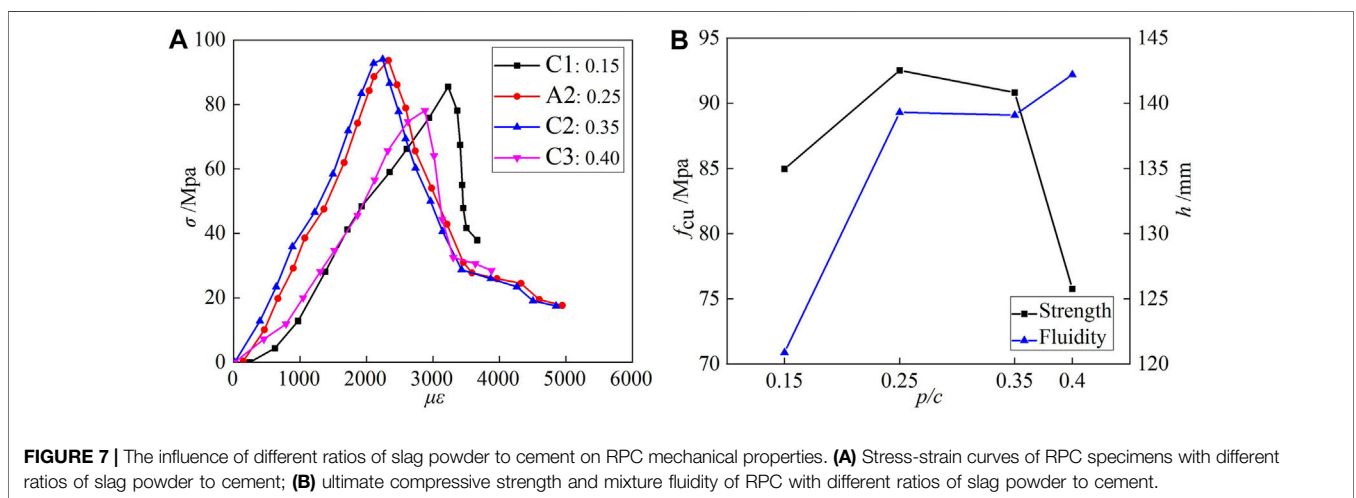 A
100
80
60
40
20
0
σ /Mpa
C1: 0.15
A2: 0.25
C2: 0.35
C3: 0.40
0 1000 2000 3000 4000 5000 6000
με
B
95
90
85
80
75
70
fcu /Mpa
145
140
135
130
125
120
h /mm
Strength
Fluidity
0.15 0.25 0.35 0.4
p/c
FIGURE 7 | The influence of different ratios of slag powder to cement on RPC mechanical properties. (A) Stress-strain curves of RPC specimens with different
ratios of slag powder to cement; (B) ultimate compressive strength and mixture fluidity of RPC with different ratios of slag powder to cement.